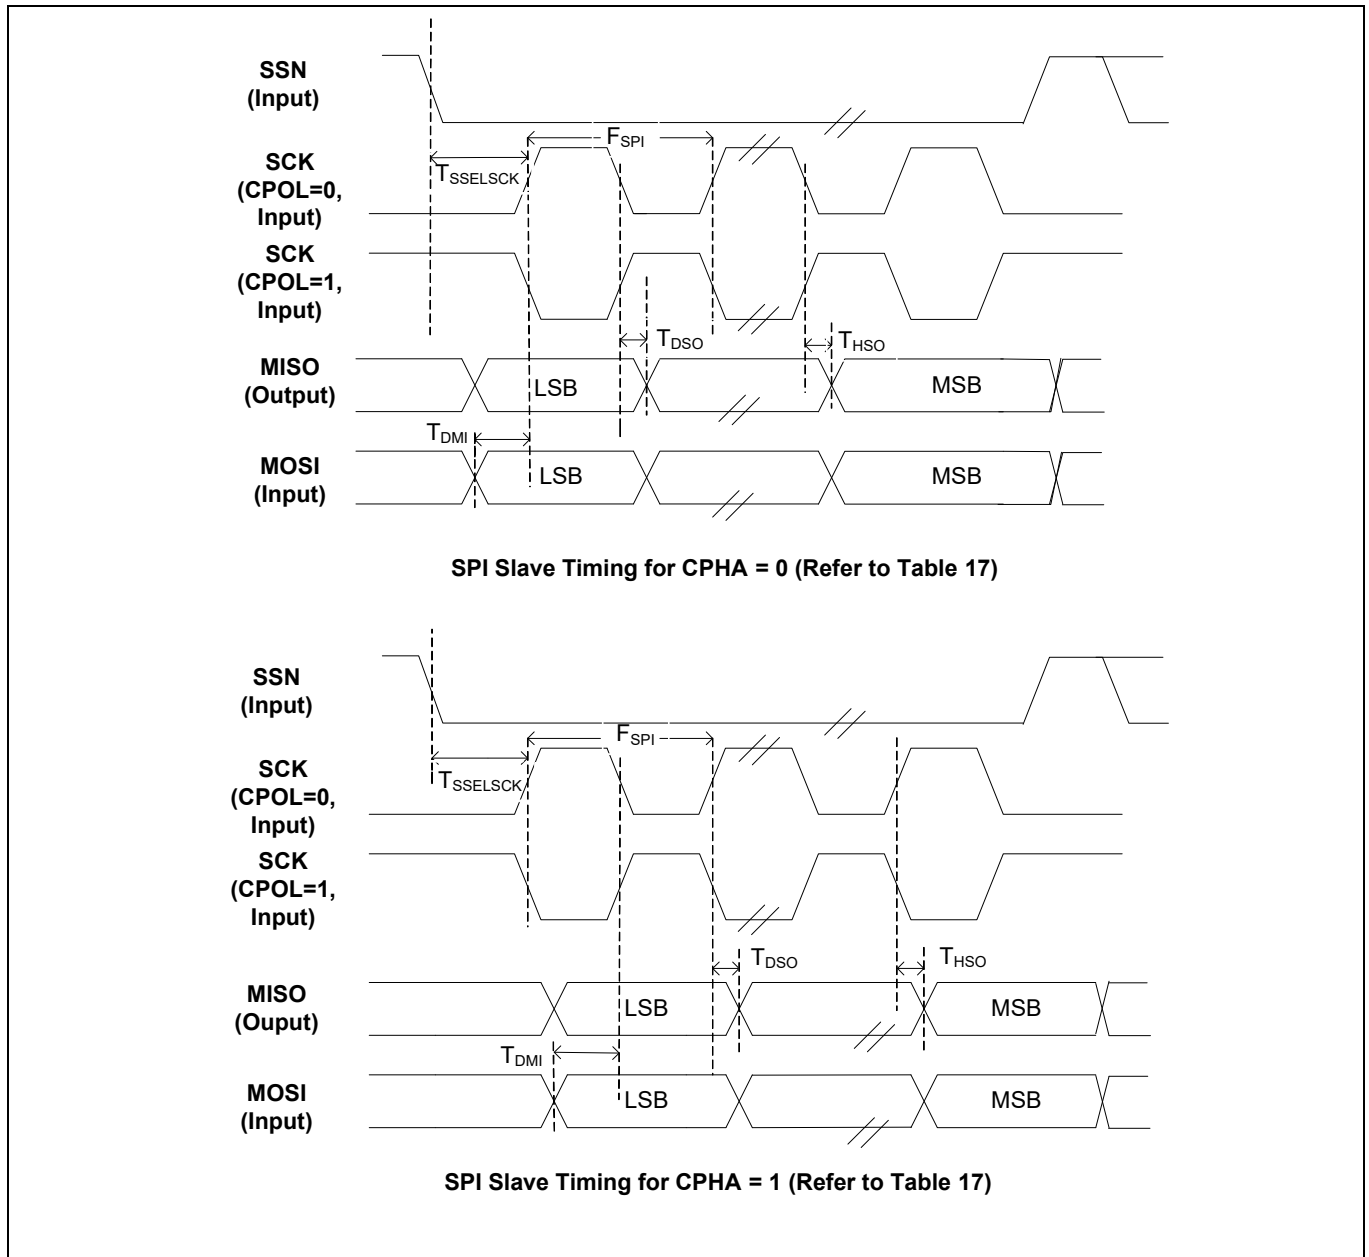 SSN
(Input)
F_SPI
SCK
(CPOL=0,
Input)
T_SSELSCK
SCK
(CPOL=1,
Input)
T_DSO
T_HSO
MISO
(Output)
LSB
MSB
T_DMI
MOSI
(Input)
LSB
MSB
SPI Slave Timing for CPHA = 0 (Refer to Table 17)
SSN
(Input)
F_SPI
SCK
(CPOL=0,
Input)
T_SSELSCK
SCK
(CPOL=1,
Input)
T_DSO
T_HSO
MISO
(Ouput)
LSB
MSB
T_DMI
MOSI
(Input)
LSB
MSB
SPI Slave Timing for CPHA = 1 (Refer to Table 17)